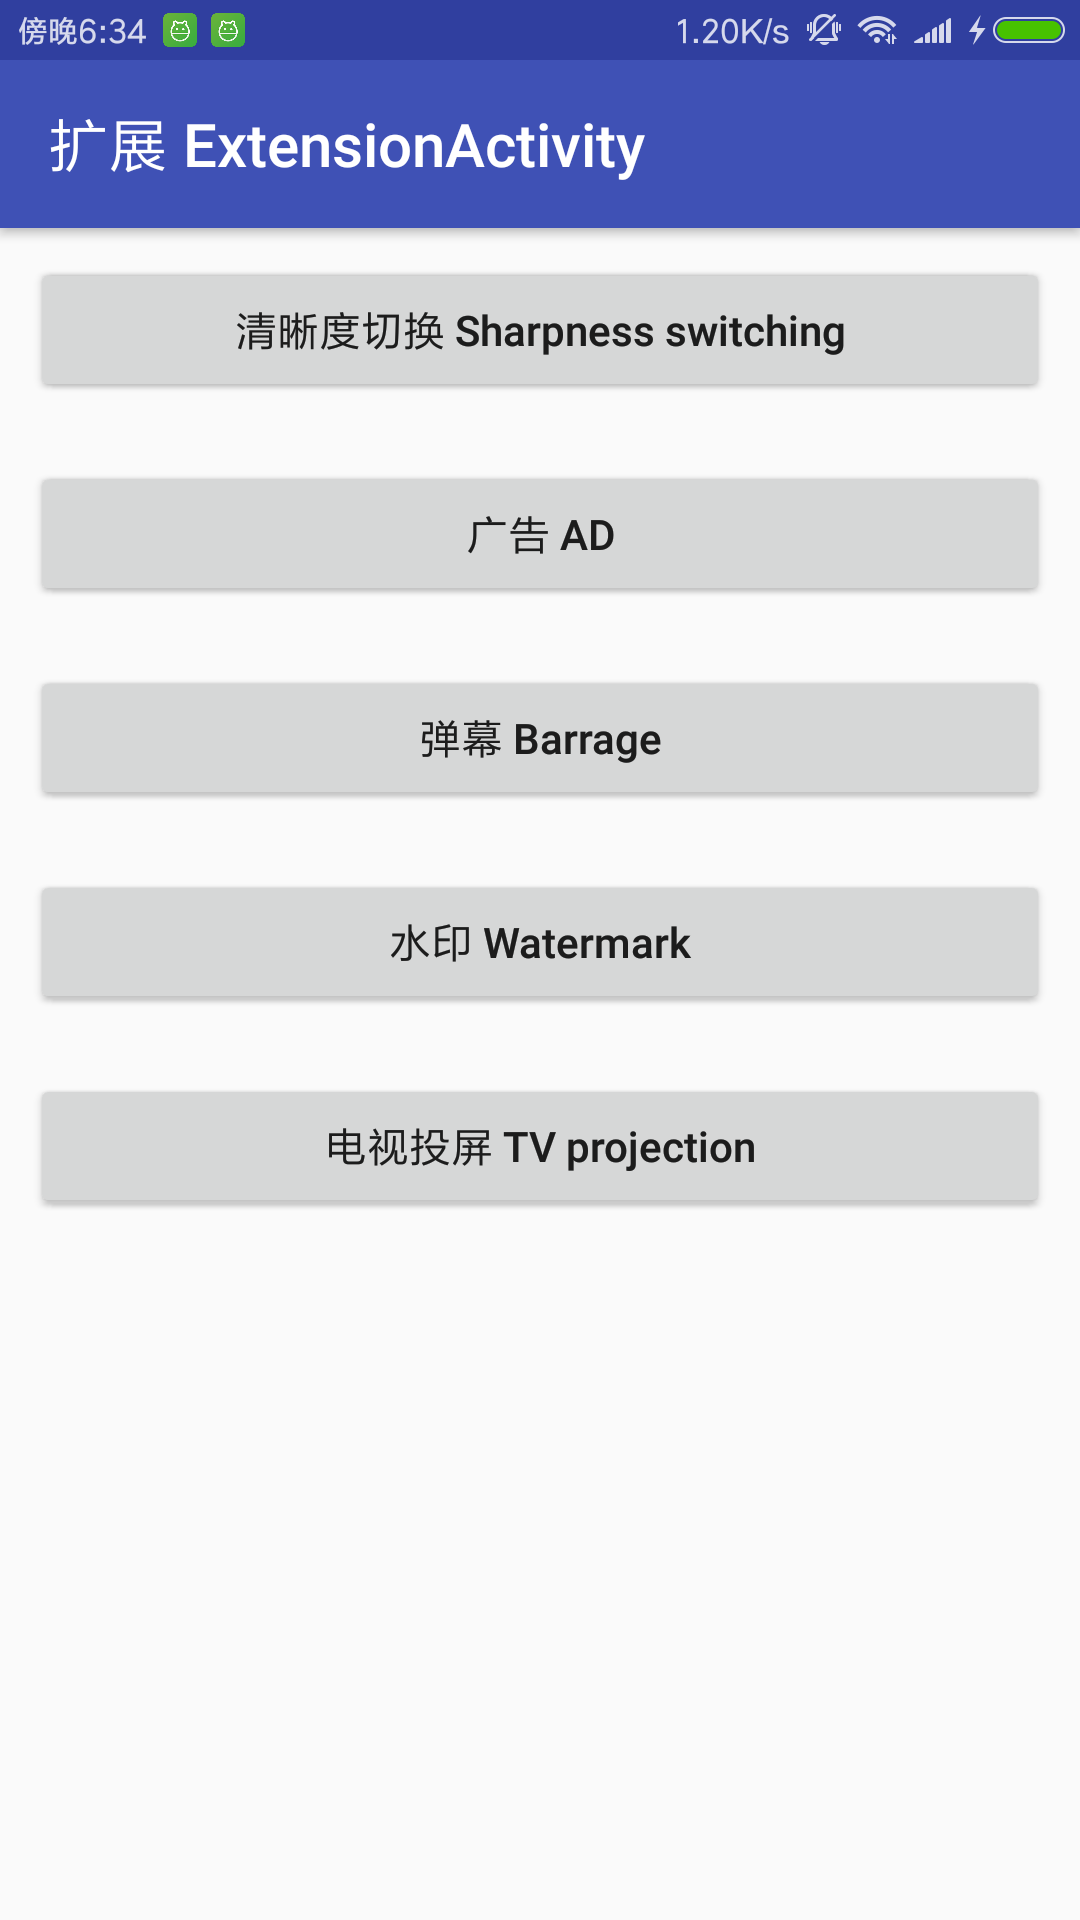 傍晚6:34 1.20K/s
扩展 ExtensionActivity
清晰度切换 Sharpness switching
广告 AD
弹幕 Barrage
水印 Watermark
电视投屏 TV projection